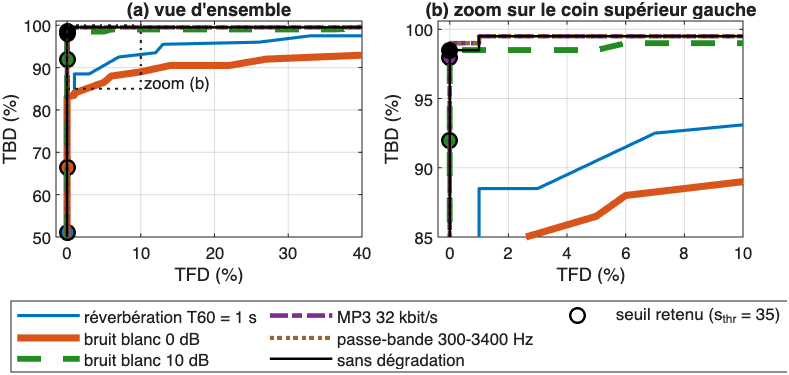 (a) vue d'ensemble
100
90
80
70
60
50
TBD (%)
zoom (b)
0
10
20
30
40
TFD (%)
(b) zoom sur le coin supérieur gauche
100
95
90
85
TBD (%)
0
2
4
6
8
10
TFD (%)
réverbération T60 = 1 s
bruit blanc 0 dB
bruit blanc 10 dB
MP3 32 kbit/s
passe-bande 300-3400 Hz
sans dégradation
seuil retenu (s_thr = 35)